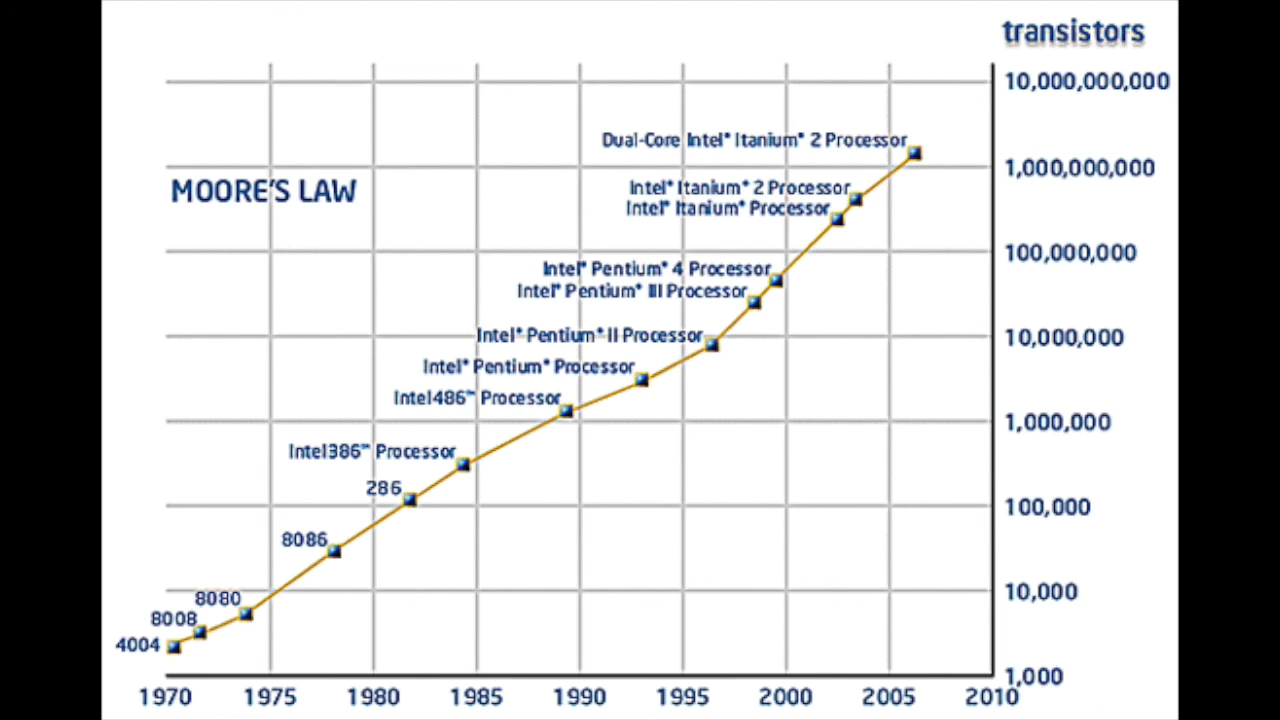 transistors
10,000,000,000
Dual-Core Intel® Itanium® 2 Processor
1,000,000,000
MOORE'S LAW
Intel® Itanium® 2 Processor
Intel® Itanium® Processor
100,000,000
Intel® Pentium® 4 Processor
Intel® Pentium® III Processor
10,000,000
Intel® Pentium® II Processor
Intel® Pentium® Processor
Intel486™ Processor
1,000,000
Intel386™ Processor
286
100,000
8086
10,000
8080
8008
4004
1,000
1970 1975 1980 1985 1990 1995 2000 2005 2010